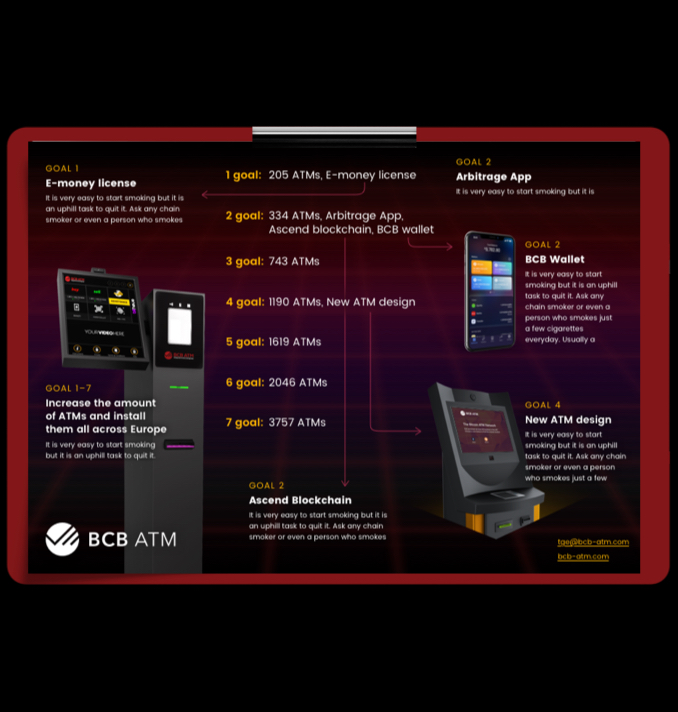 GOAL 1
E-money license
It is very easy to start smoking but it is
an uphill task to quit it. Ask any chain
smoker or even a person who smokes
1 goal: 205 ATMs, E-money license
2 goal: 334 ATMs, Arbitrage App,
Ascend blockchain, BCB wallet
3 goal: 743 ATMs
4 goal: 1190 ATMs, New ATM design
5 goal: 1619 ATMs
6 goal: 2046 ATMs
7 goal: 3757 ATMs
GOAL 2
Arbitrage App
It is very easy to start smoking but it is
GOAL 2
BCB Wallet
It is very easy to start
smoking but it is an uphill
task to quit it. Ask any
chain smoker or even a
person who smokes just
a few cigarettes
everyday. Usually a
YOURVIDEOHERE
BCB ATM
GOAL 1-7
Increase the amount
of ATMs and install
them all across Europe
It is very easy to start smoking
but it is an uphill task to quit it.
GOAL 2
Ascend Blockchain
It is very easy to start smoking but it is
an uphill task to quit it. Ask any chain
smoker or even a person who smokes
GOAL 4
New ATM design
It is very easy to start
smoking but it is an uphill
task to quit it. Ask any chain
smoker or even a person
who smokes just a few
BCB ATM
tge@bcb-atm.com
bcb-atm.com